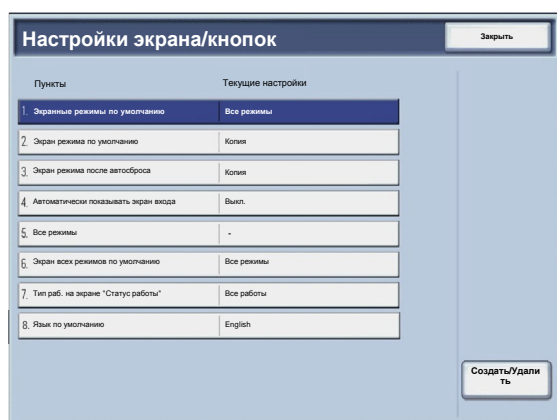 Настройки экрана/кнопок
Закрыть
Пункты Текущие настройки
1. Экранные режимы по умолчанию Все режимы
2. Экран режима по умолчанию Копия
3. Экран режима после автосброса Копия
4. Автоматически показывать экран входа Выкл.
5. Все режимы -
6. Экран всех режимов по умолчанию Все режимы
7. Тип раб. на экране "Статус работы" Все работы
8. Язык по умолчанию English
Создать/Удали
ть